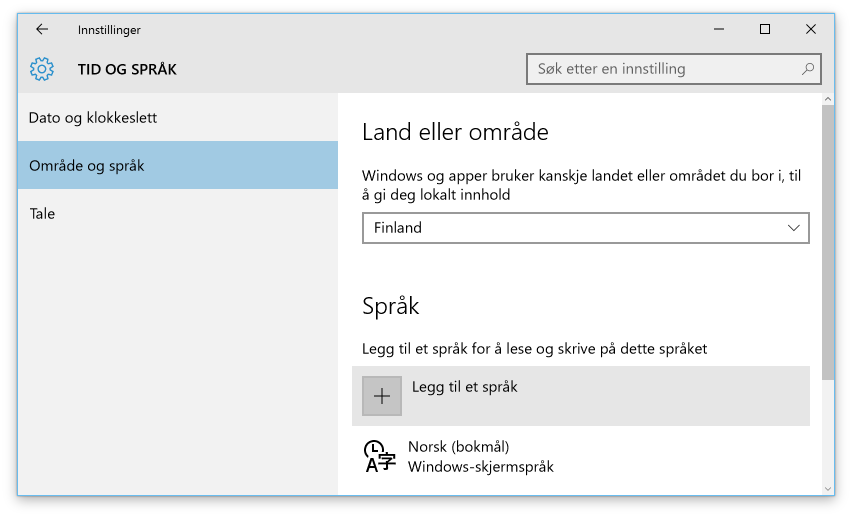 Innstillinger
TID OG SPRÅK
Søk etter en innstilling
Dato og klokkeslett
Område og språk
Tale
Land eller område
Windows og apper bruker kanskje landet eller området du bor i, til
å gi deg lokalt innhold
Finland
Språk
Legg til et språk for å lese og skrive på dette språket
Legg til et språk
A字
Norsk (bokmål)
Windows-skjermspråk